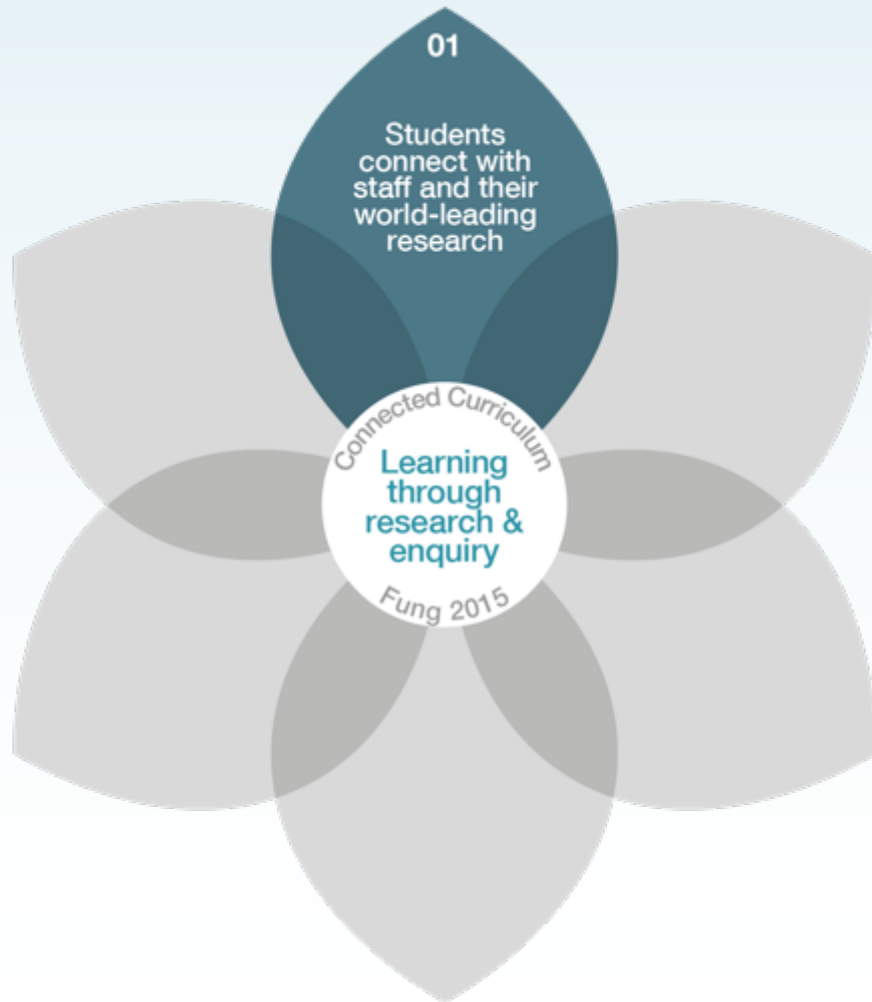 01
Students
connect with
staff and their
world-leading
research
Connected Curriculum
Learning
through
research &
enquiry
Fung 2015